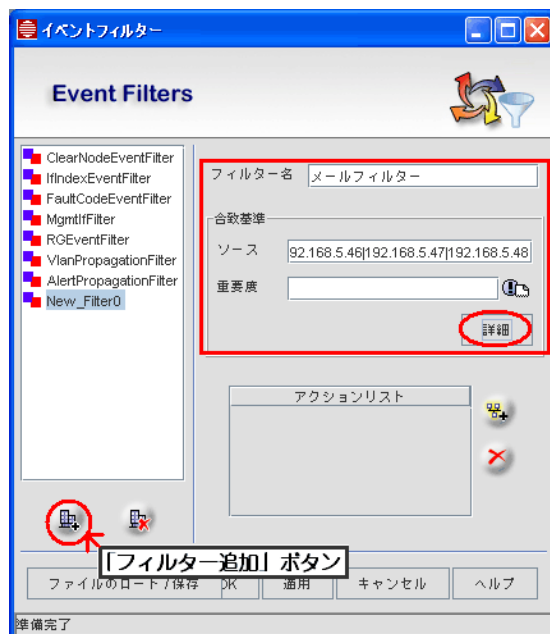 イベントフィルター
Event Filters
ClearNodeEventFilter
IfIndexEventFilter
FaultCodeEventFilter
MgmtIfFilter
RGEventFilter
VlanPropagationFilter
AlertPropagationFilter
New_Filter0
フィルター名 メールフィルター
合致基準
ソース 92.168.5.46|192.168.5.47|192.168.5.48
重要度
詳細
アクションリスト
「フィルター追加」ボタン
ファイルのロード/保存 OK 適用 キャンセル ヘルプ
準備完了